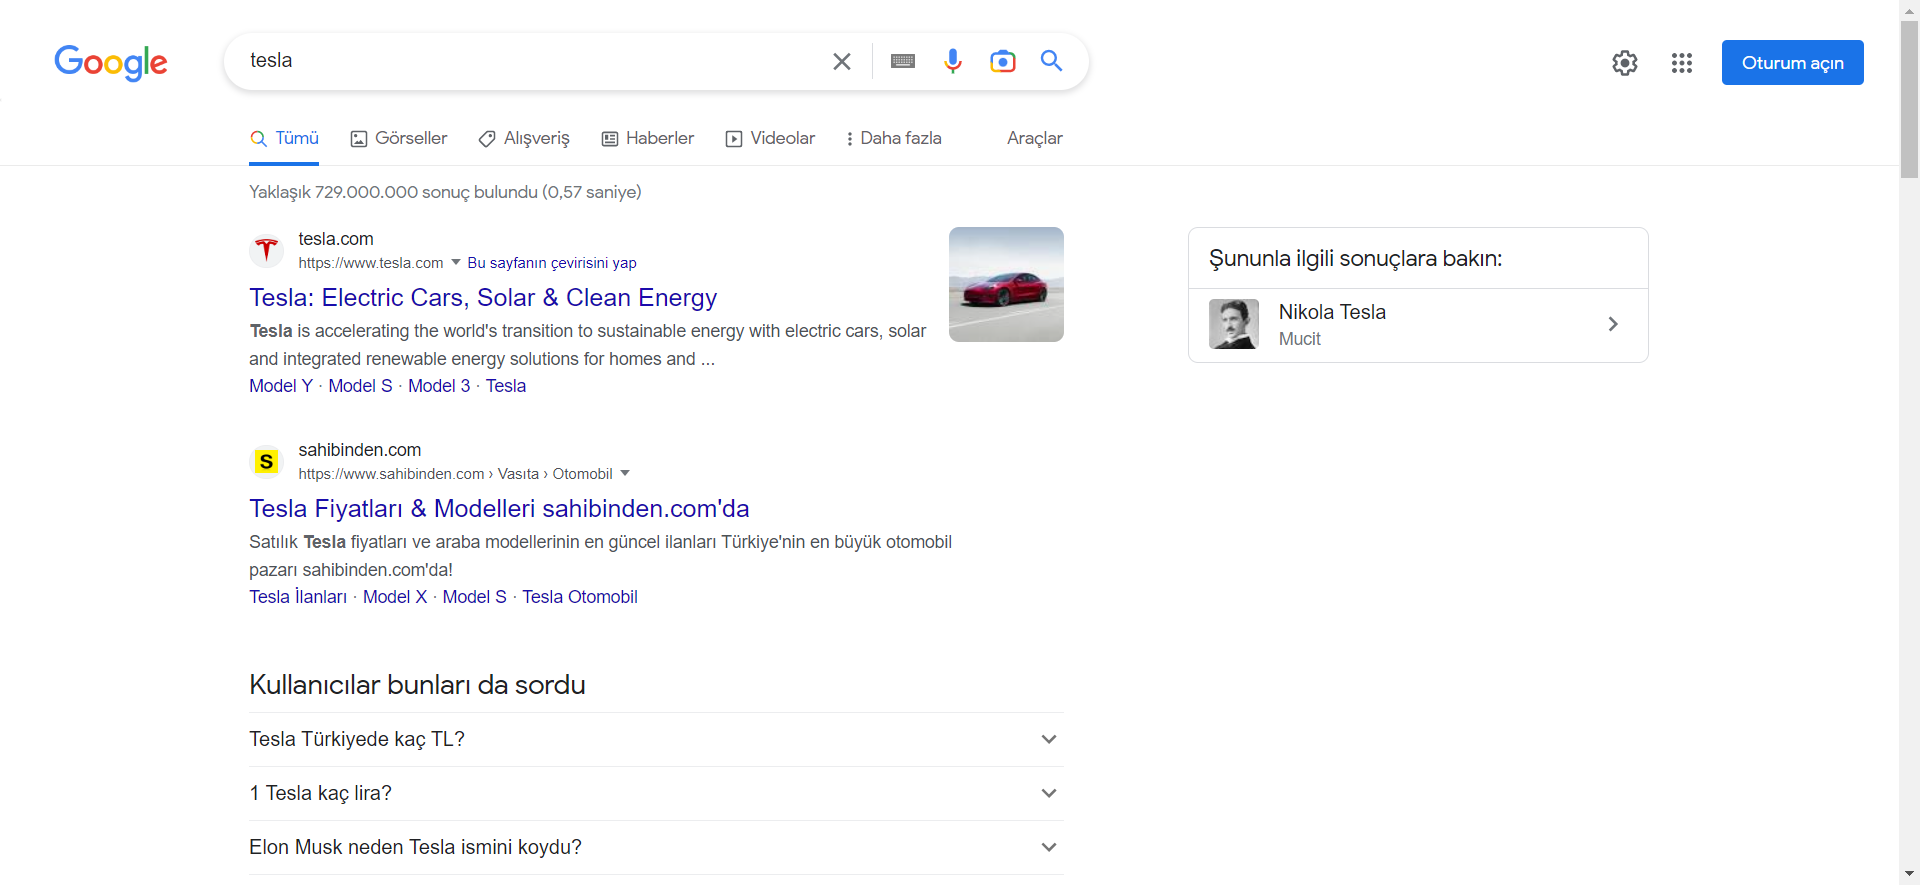 Google
tesla
Oturum açın
Tümü
Görseller
Alışveriş
Haberler
Videolar
Daha fazla
Araçlar
Yaklaşık 729.000.000 sonuç bulundu (0,57 saniye)
tesla.com
https://www.tesla.com Bu sayfanın çevirisini yap
Tesla: Electric Cars, Solar & Clean Energy
Tesla is accelerating the world's transition to sustainable energy with electric cars, solar
and integrated renewable energy solutions for homes and ...
Model Y · Model S · Model 3 · Tesla
S
sahibinden.com
https://www.sahibinden.com › Vasıta › Otomobil
Tesla Fiyatları & Modelleri sahibinden.com'da
Satılık Tesla fiyatları ve araba modellerinin en güncel ilanları Türkiye'nin en büyük otomobil
pazarı sahibinden.com'da!
Tesla İlanları · Model X · Model S · Tesla Otomobil
Kullanıcılar bunları da sordu
Tesla Türkiyede kaç TL?
1 Tesla kaç lira?
Elon Musk neden Tesla ismini koydu?
Şununla ilgili sonuçlara bakın:
Nikola Tesla
Mucit